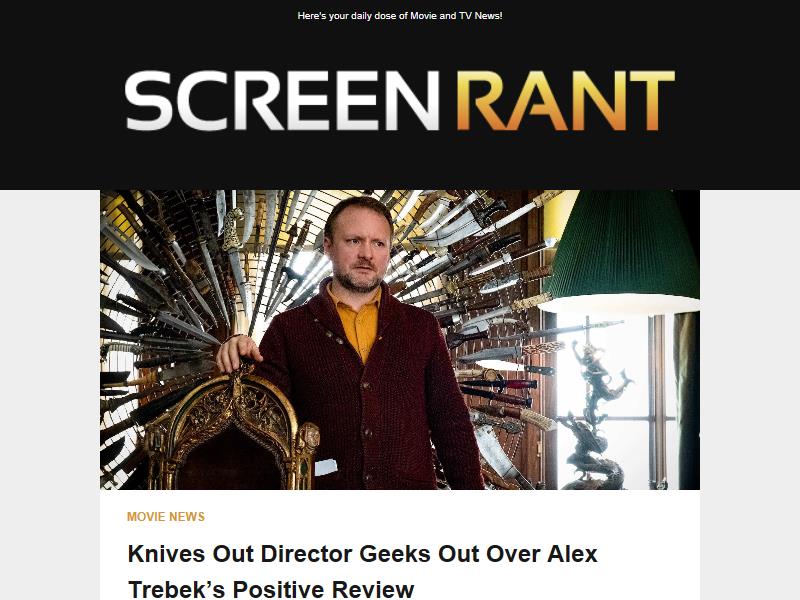 Here's your daily dose of Movie and TV News!
SCREEN RANT
MOVIE NEWS
Knives Out Director Geeks Out Over Alex
Trebek’s Positive Review